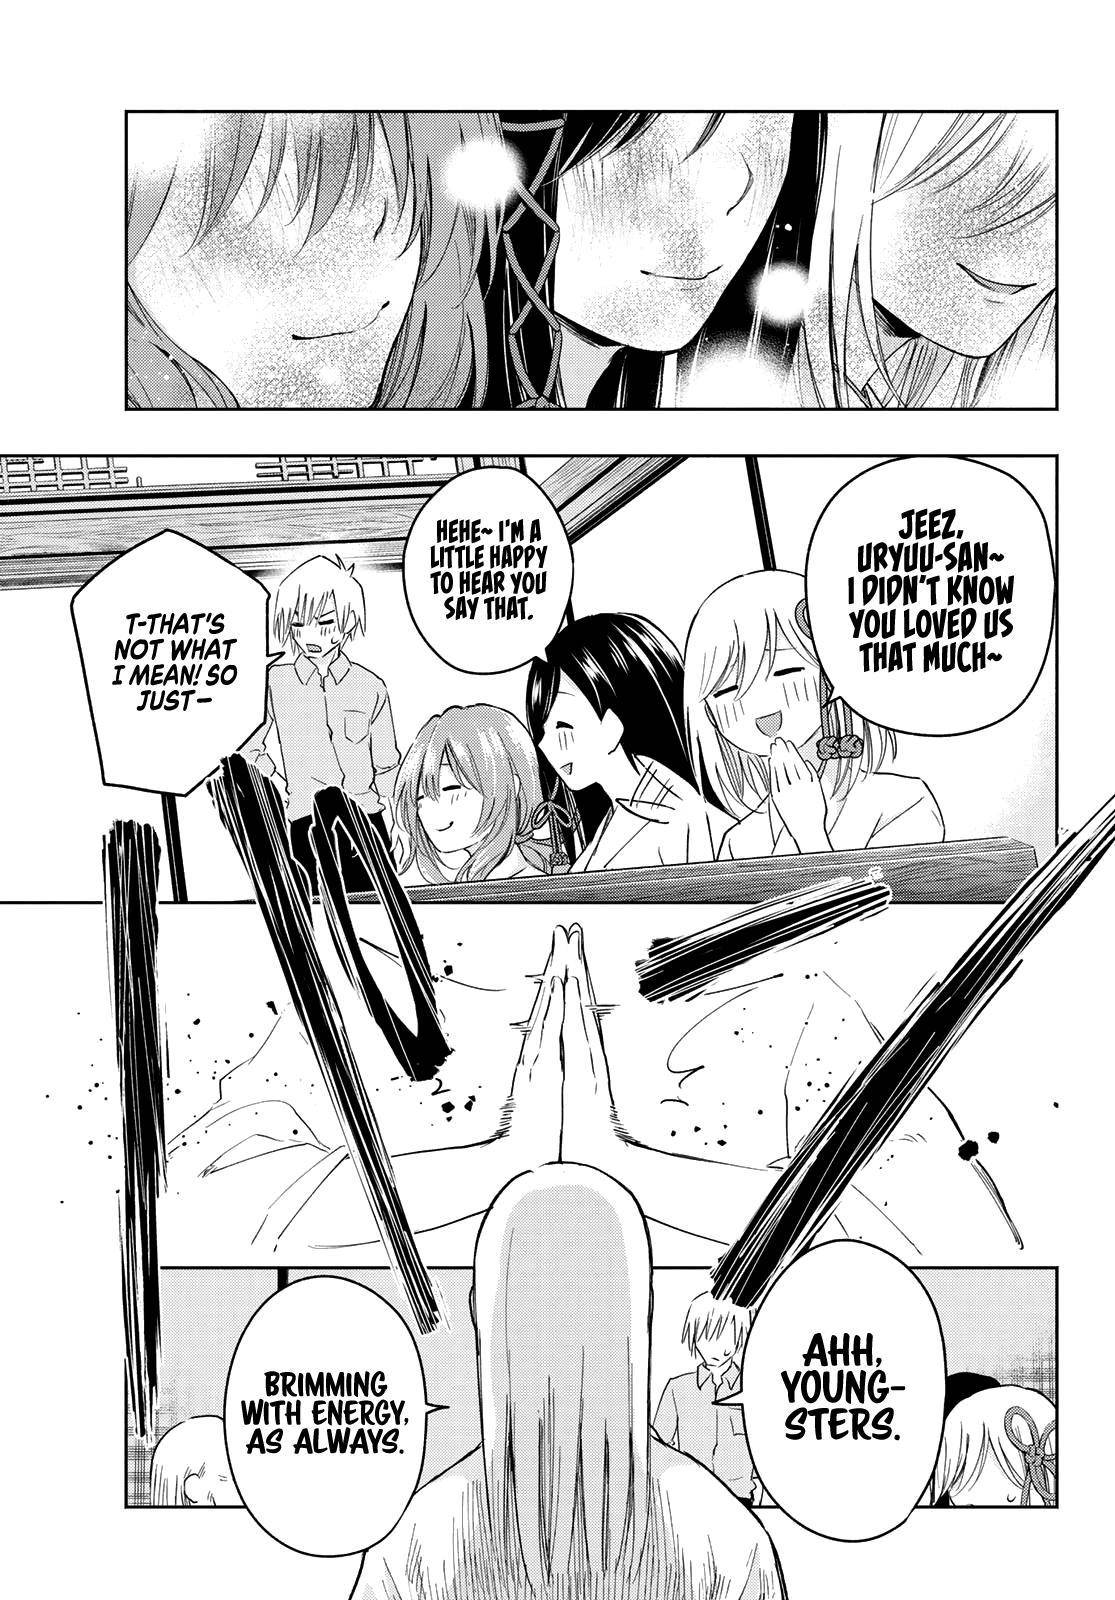 JEEZ,
URYUU-SAN~
I DIDN'T KNOW
YOU LOVED US
THAT MUCH~
HEHE~ I'M A
LITTLE HAPPY
TO HEAR YOU
SAY THAT.
T-THAT'S
NOT WHAT
I MEAN! SO
JUST—
AHH,
YOUNG-
STERS.
BRIMMING
WITH ENERGY,
AS ALWAYS.